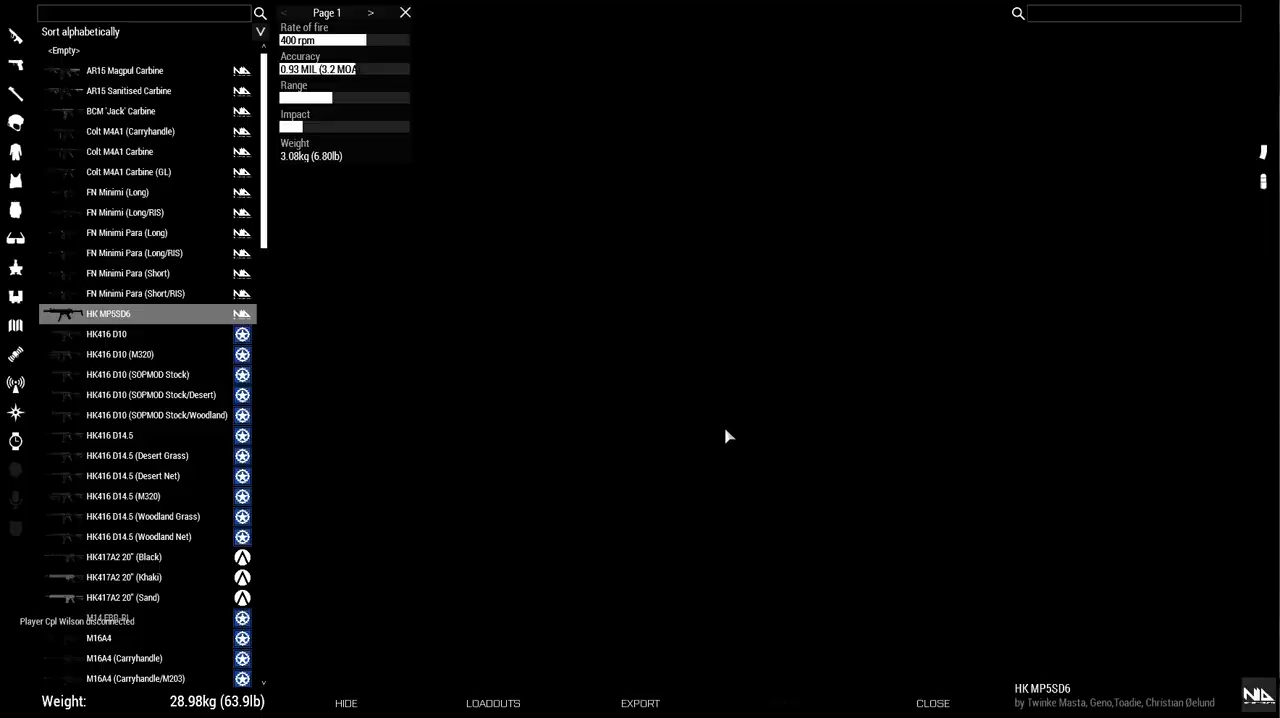 Sort alphabetically
<Empty>
AR15 Magpul Carbine
AR15 Sanitised Carbine
BCM 'Jack' Carbine
Colt M4A1 (Carryhandle)
Colt M4A1 Carbine
Colt M4A1 Carbine (GL)
FN Minimi (Long)
FN Minimi (Long/RIS)
FN Minimi Para (Long)
FN Minimi Para (Long/RIS)
FN Minimi Para (Short)
FN Minimi Para (Short/RIS)
HK MP5SD6
HK416 D10
HK416 D10 (M320)
HK416 D10 (SOPMOD Stock)
HK416 D10 (SOPMOD Stock/Desert)
HK416 D10 (SOPMOD Stock/Woodland)
HK416 D14.5
HK416 D14.5 (Desert Grass)
HK416 D14.5 (Desert Net)
HK416 D14.5 (M320)
HK416 D14.5 (Woodland Grass)
HK416 D14.5 (Woodland Net)
HK417A2 20" (Black)
HK417A2 20" (Khaki)
HK417A2 20" (Sand)
M14 EBR-RI
Player Cpl Wilson disconnected
M16A4
M16A4 (Carryhandle)
M16A4 (Carryhandle/M203)
Weight: 28.98kg (63.9lb)
< Page 1 >
Rate of fire
400 rpm
Accuracy
0.93 MIL (3.2 MOA
Range
Impact
Weight
3.08kg (6.80lb)
HIDE LOADOUTS EXPORT CLOSE
HK MP5SD6
by Twinke Masta, Geno,Toadie, Christian Øelund